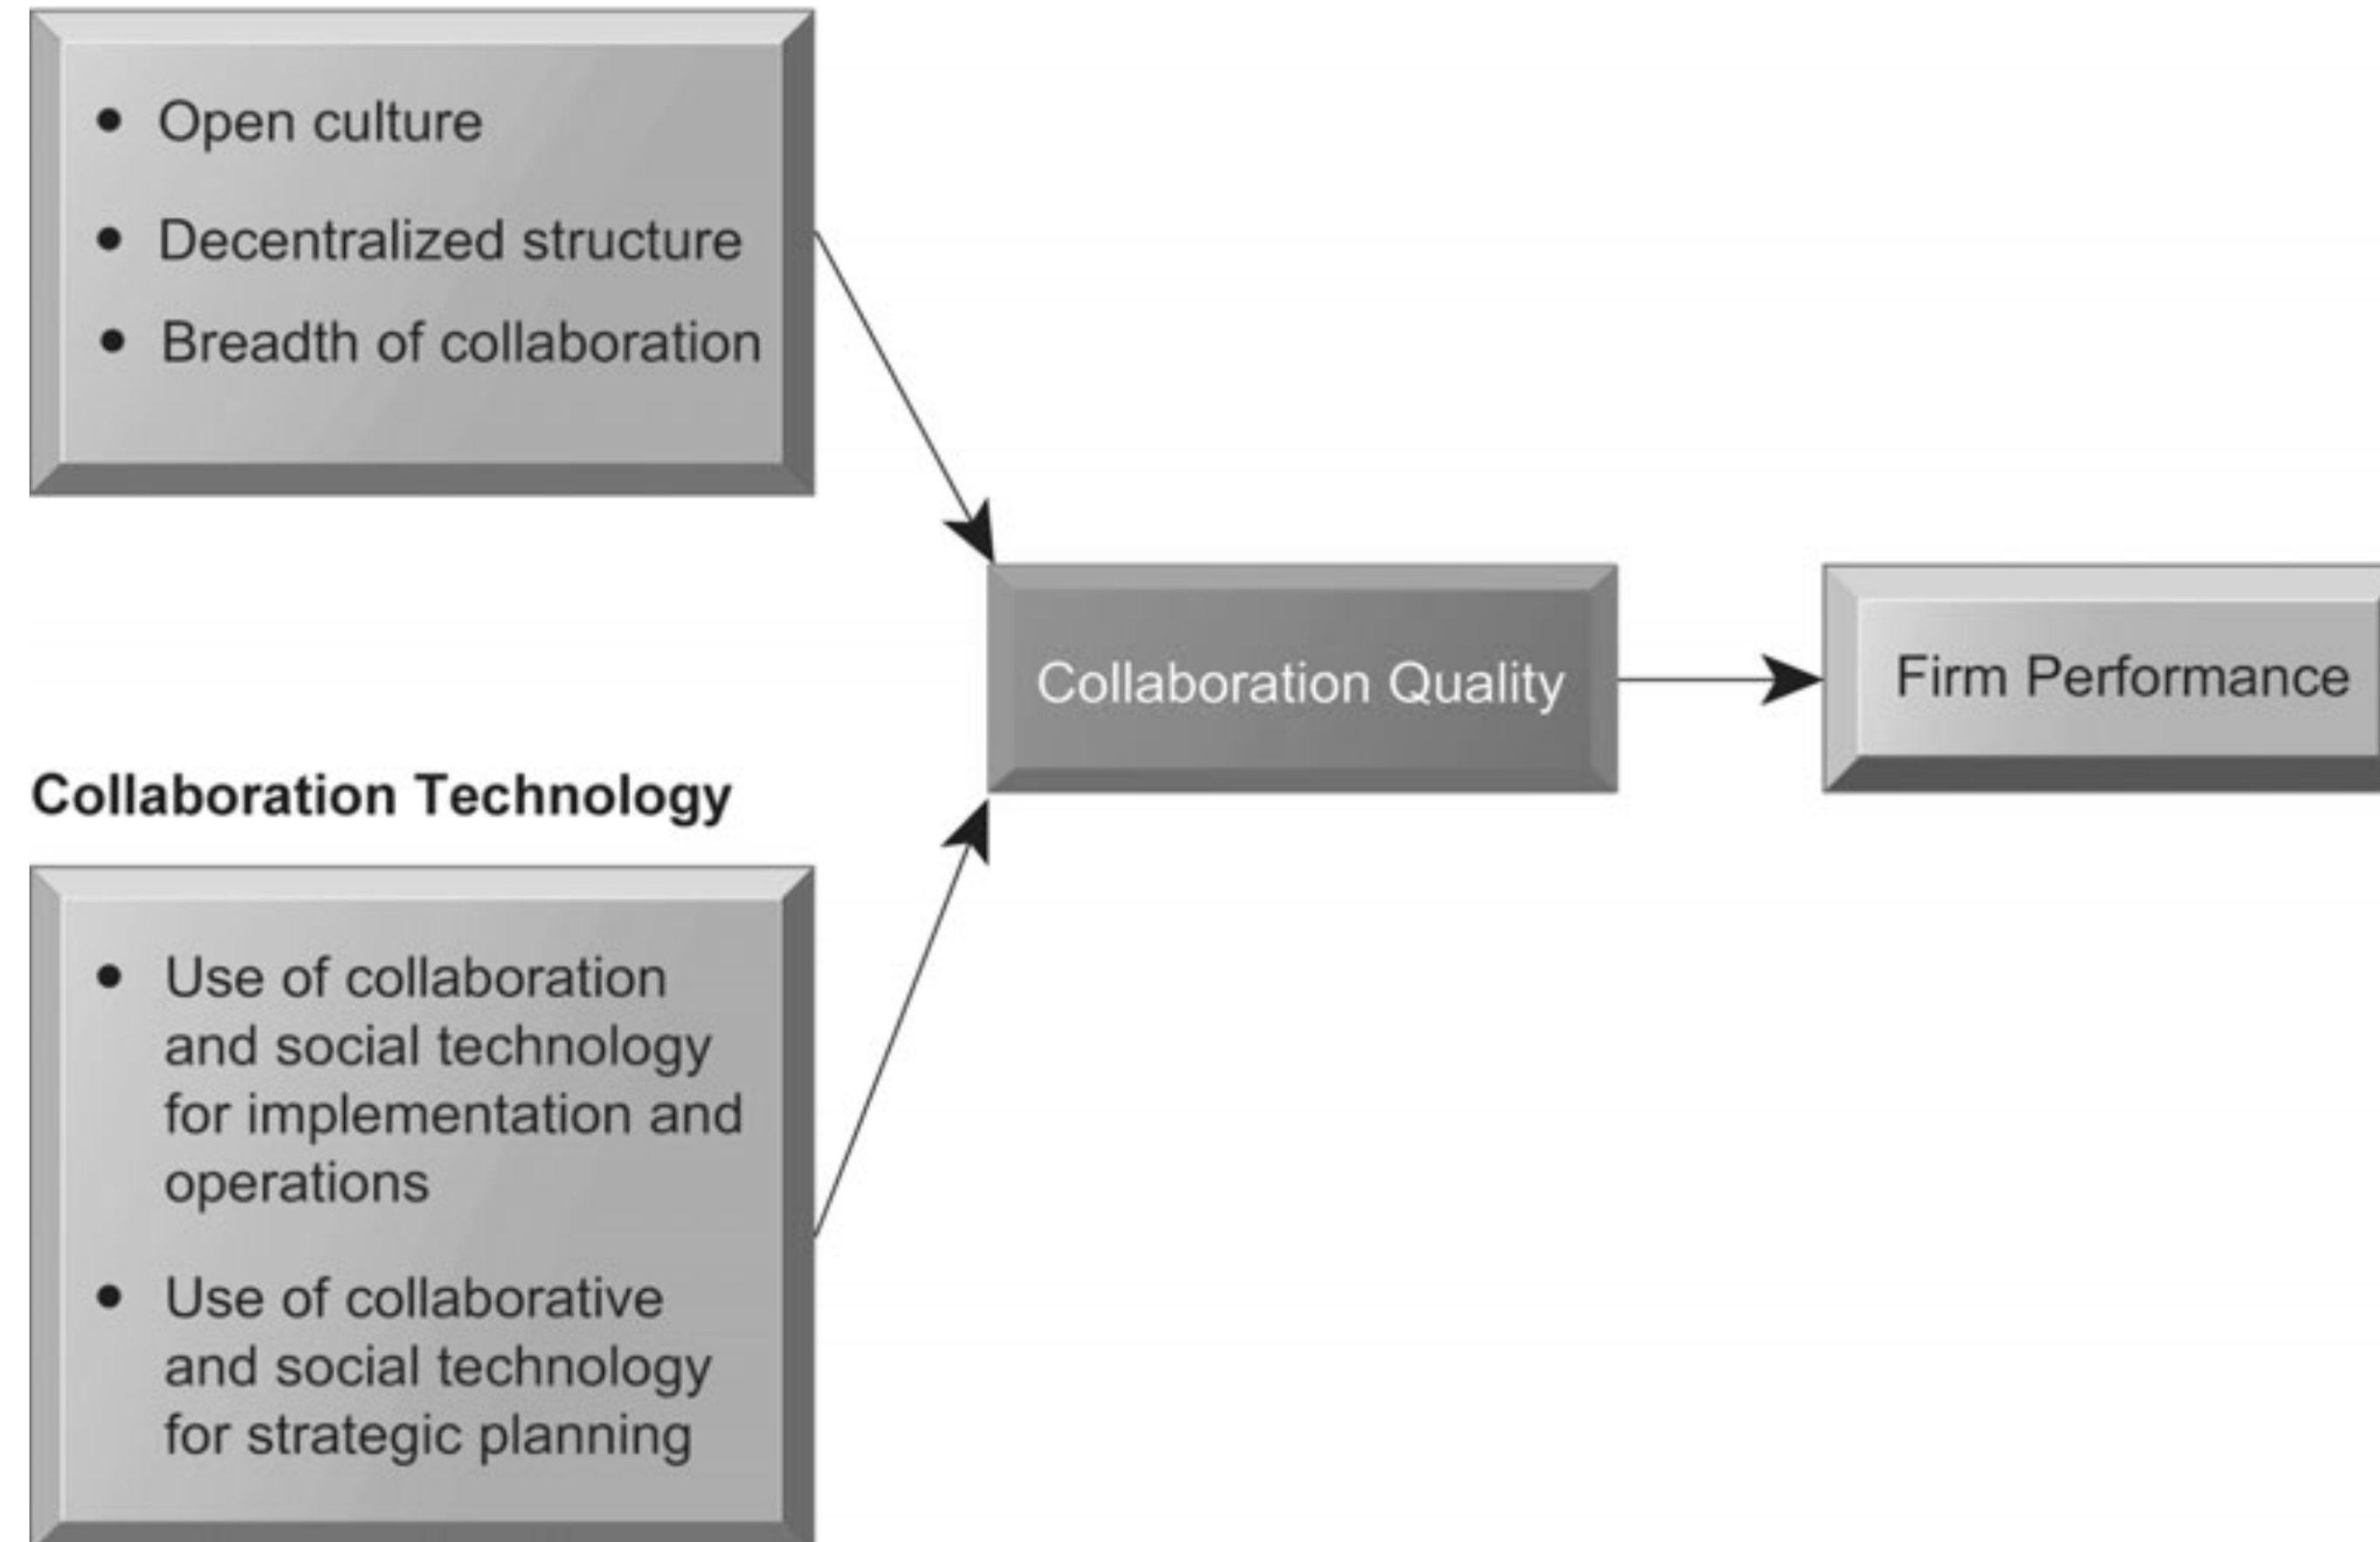 • Open culture
• Decentralized structure
• Breadth of collaboration
Collaboration Quality
Firm Performance
Collaboration Technology
• Use of collaboration
and social technology
for implementation and
operations
• Use of collaborative
and social technology
for strategic planning